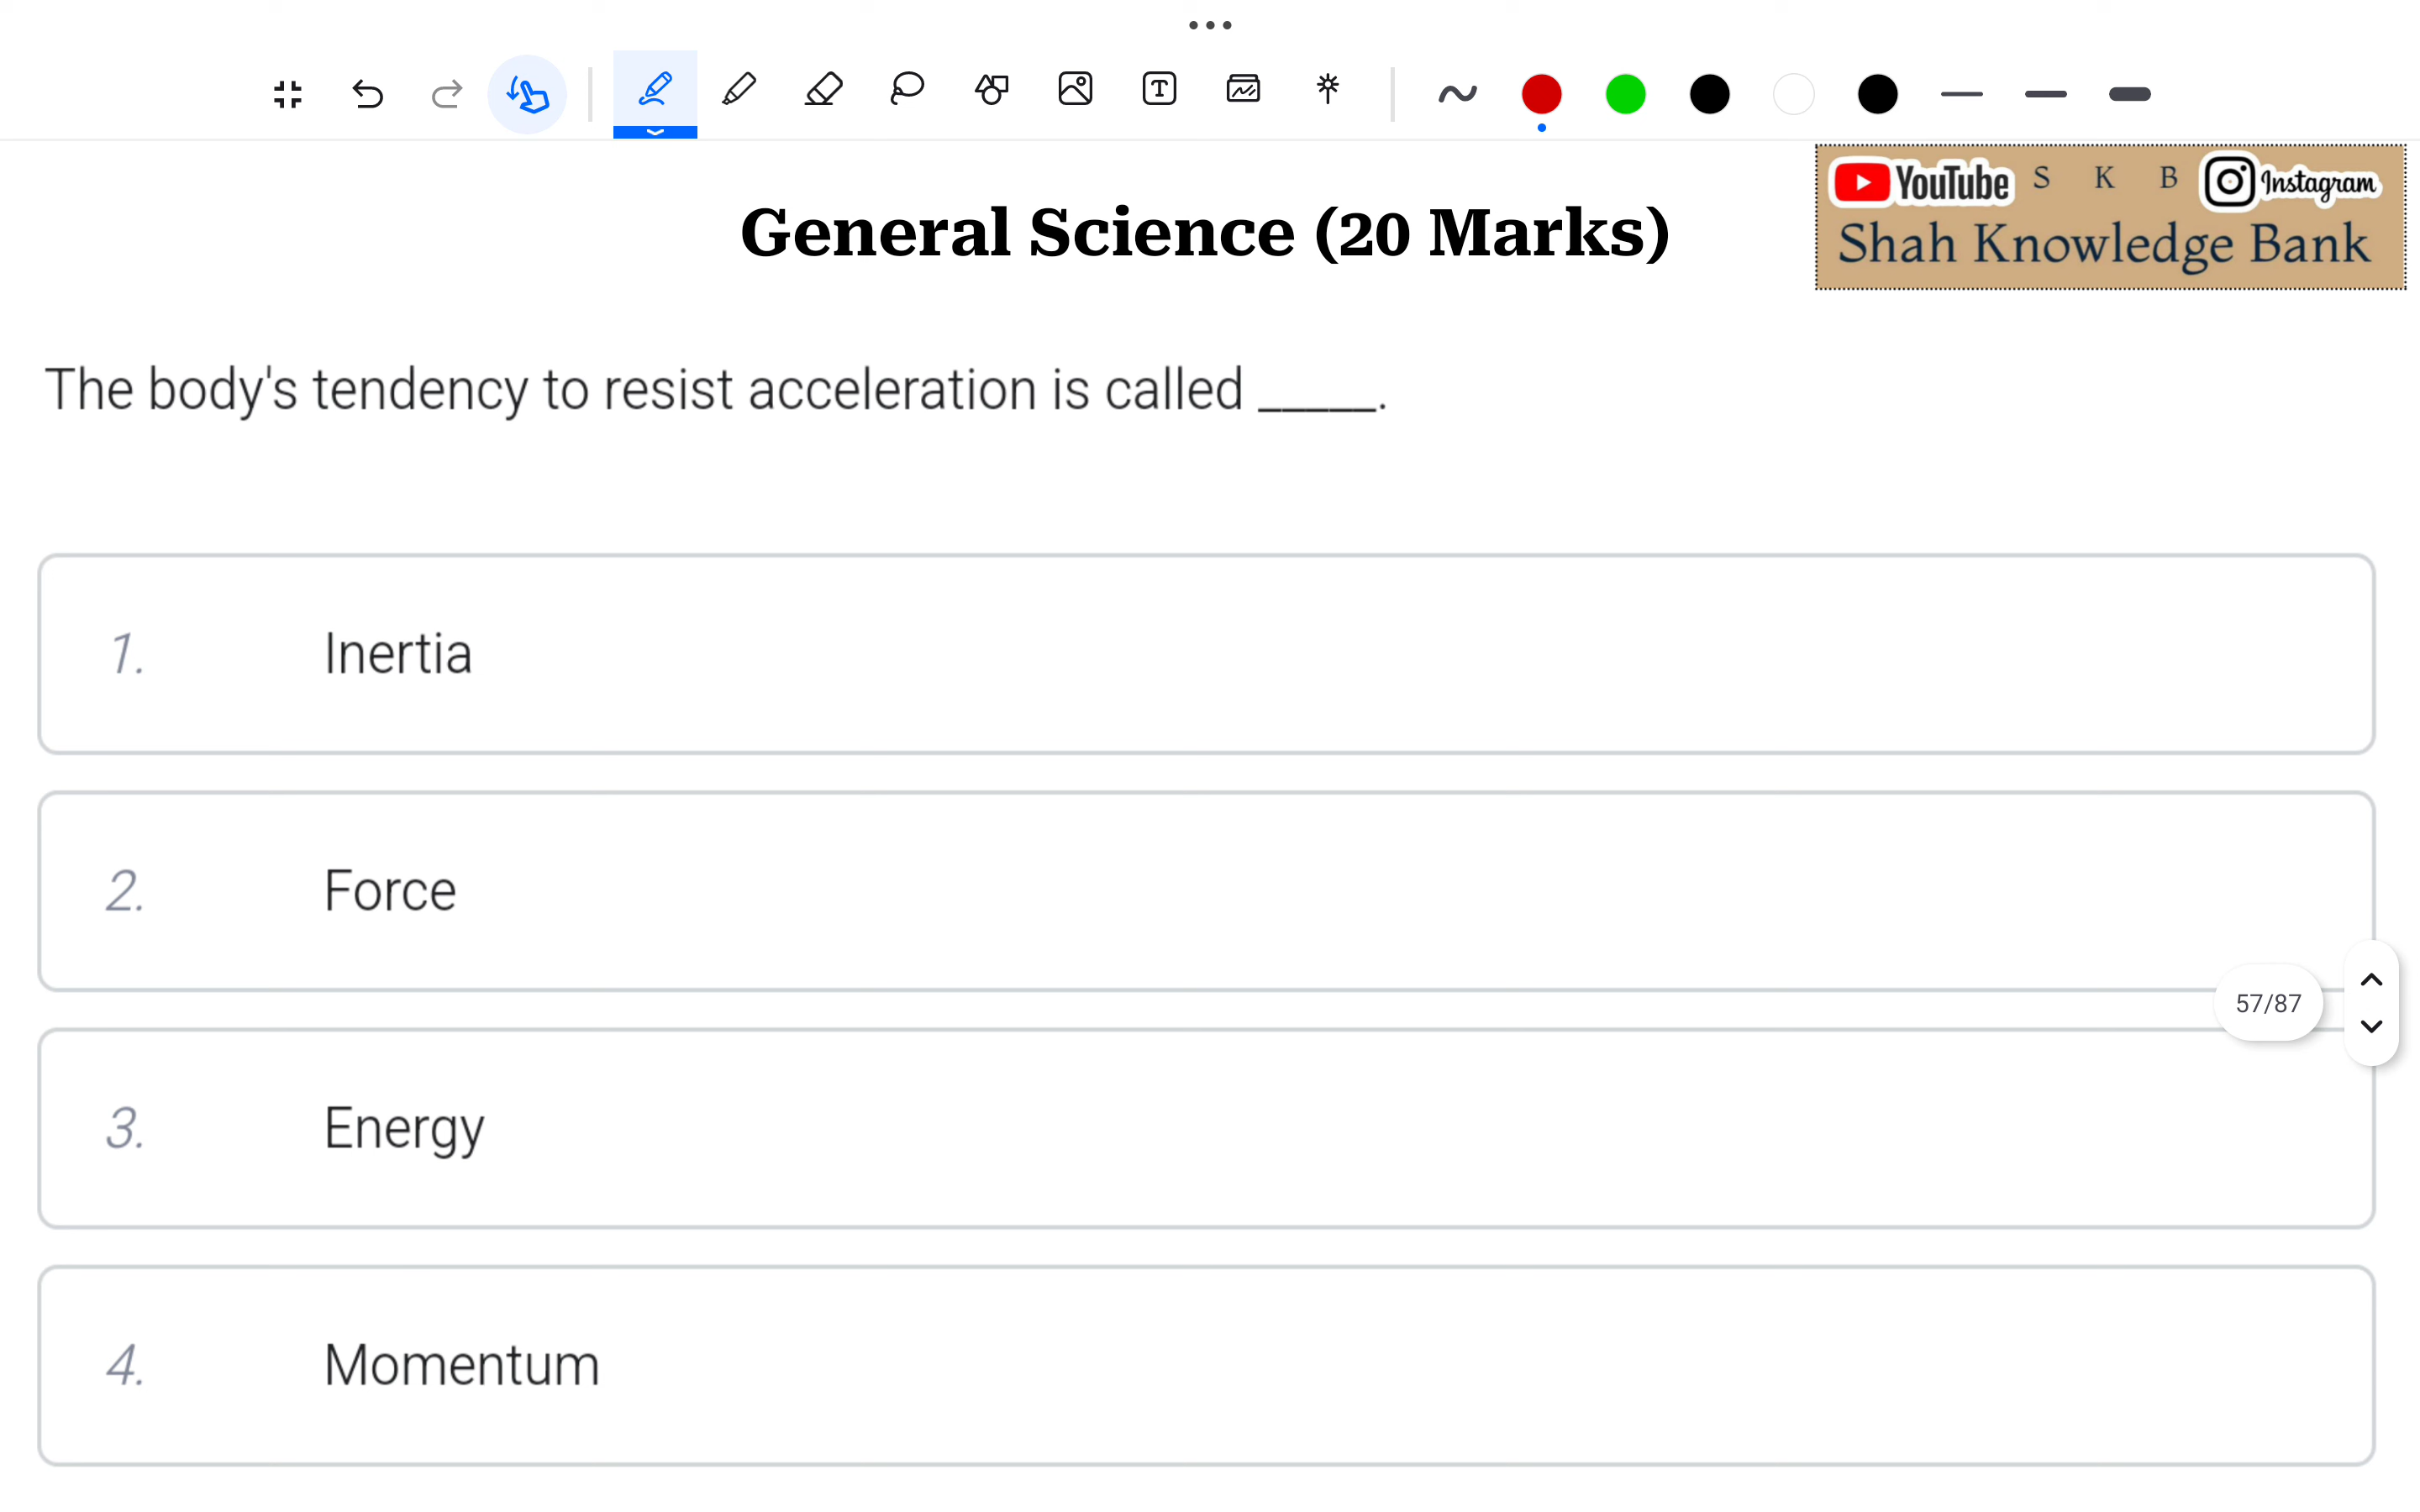 General Science (20 Marks)
YouTube S K B Instagram
Shah Knowledge Bank
The body's tendency to resist acceleration is called _____.
1. Inertia
2. Force
57/87
3. Energy
4. Momentum